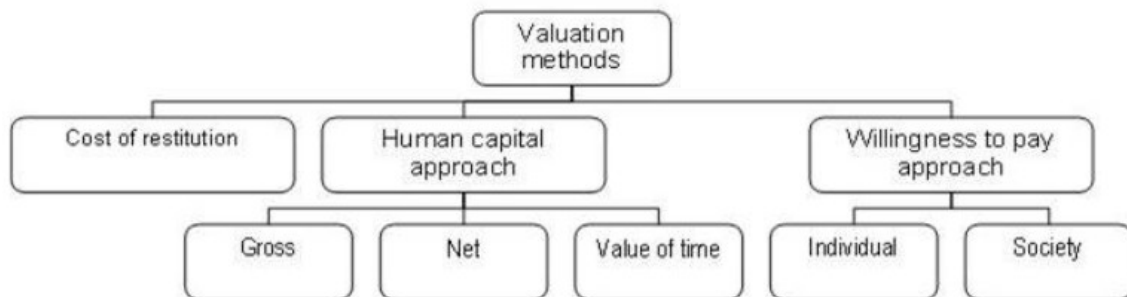 Valuation
methods
Cost of restitution
Human capital
approach
Willingness to pay
approach
Gross
Net
Value of time
Individual
Society